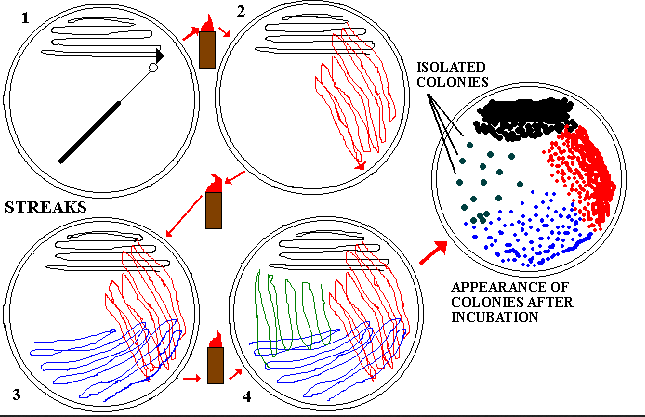 1
2
ISOLATED
COLONIES
STREAKS
APPEARANCE OF
COLONIES AFTER
INCUBATION
3
4